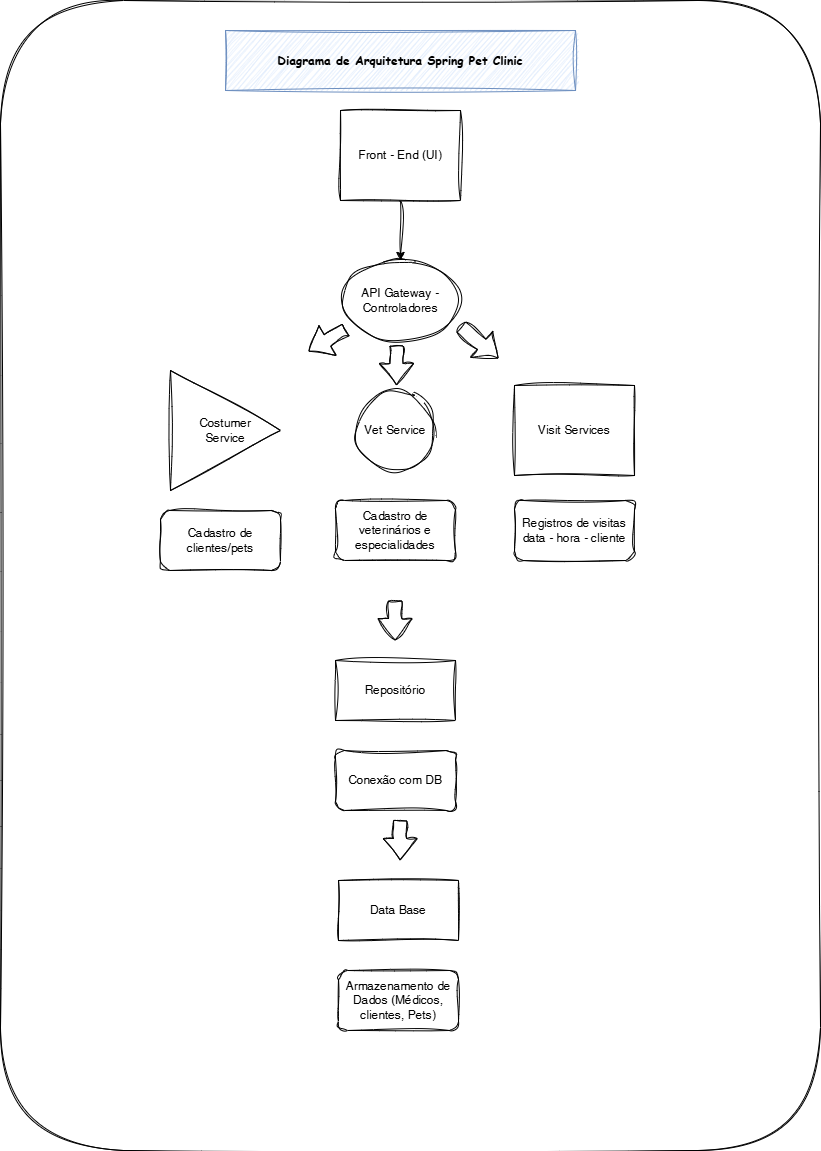 Diagrama de Arquitetura Spring Pet Clinic
Front - End (UI)
API Gateway -
Controladores
Costumer
Service
Vet Service
Visit Services
Cadastro de
clientes/pets
Cadastro de
veterinários e
especialidades
Registros de visitas
data - hora - cliente
Repositório
Conexão com DB
Data Base
Armazenamento de
Dados (Médicos,
clientes, Pets)